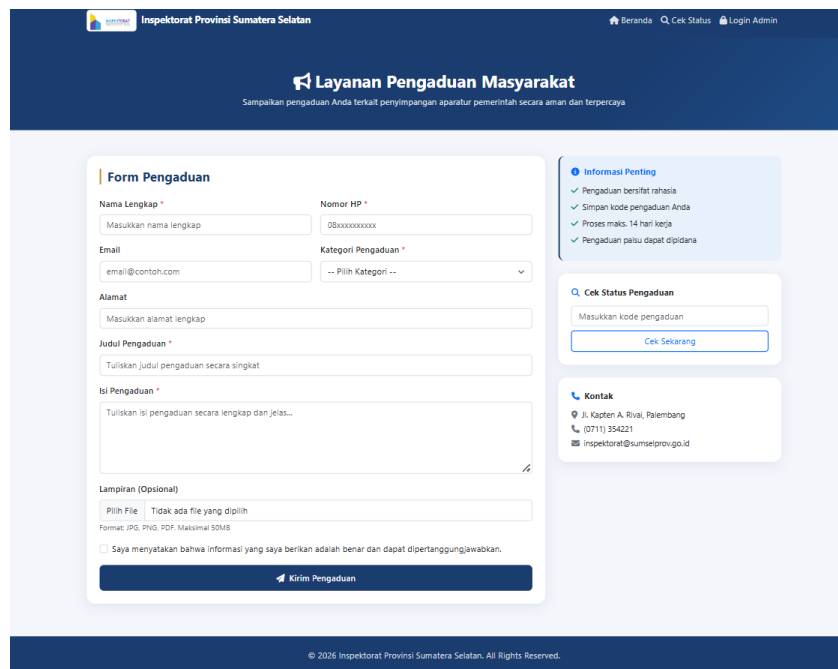 INSPEKTORAT
Inspektorat Provinsi Sumatera Selatan
Beranda
Cek Status
Login Admin
Layanan Pengaduan Masyarakat
Sampaikan pengaduan Anda terkait penyimpangan aparatur pemerintah secara aman dan terpercaya
Form Pengaduan
Nama Lengkap *
Masukkan nama lengkap
Nomor HP *
08xxxxxxxxxx
Email
email@contoh.com
Kategori Pengaduan *
-- Pilih Kategori --
Alamat
Masukkan alamat lengkap
Judul Pengaduan *
Tuliskan judul pengaduan secara singkat
Isi Pengaduan *
Tuliskan isi pengaduan secara lengkap dan jelas...
Lampiran (Opsional)
Pilih File Tidak ada file yang dipilih
Format: JPG, PNG, PDF. Maksimal 50MB
Saya menyatakan bahwa informasi yang saya berikan adalah benar dan dapat dipertanggungjawabkan.
Kirim Pengaduan
Informasi Penting
Pengaduan bersifat rahasia
Simpan kode pengaduan Anda
Proses maks. 14 hari kerja
Pengaduan palsu dapat dipidana
Cek Status Pengaduan
Masukkan kode pengaduan
Cek Sekarang
Kontak
Jl. Kapten A. Rivai, Palembang
(0711) 354221
inspektorat@sumselprov.go.id
© 2026 Inspektorat Provinsi Sumatera Selatan. All Rights Reserved.